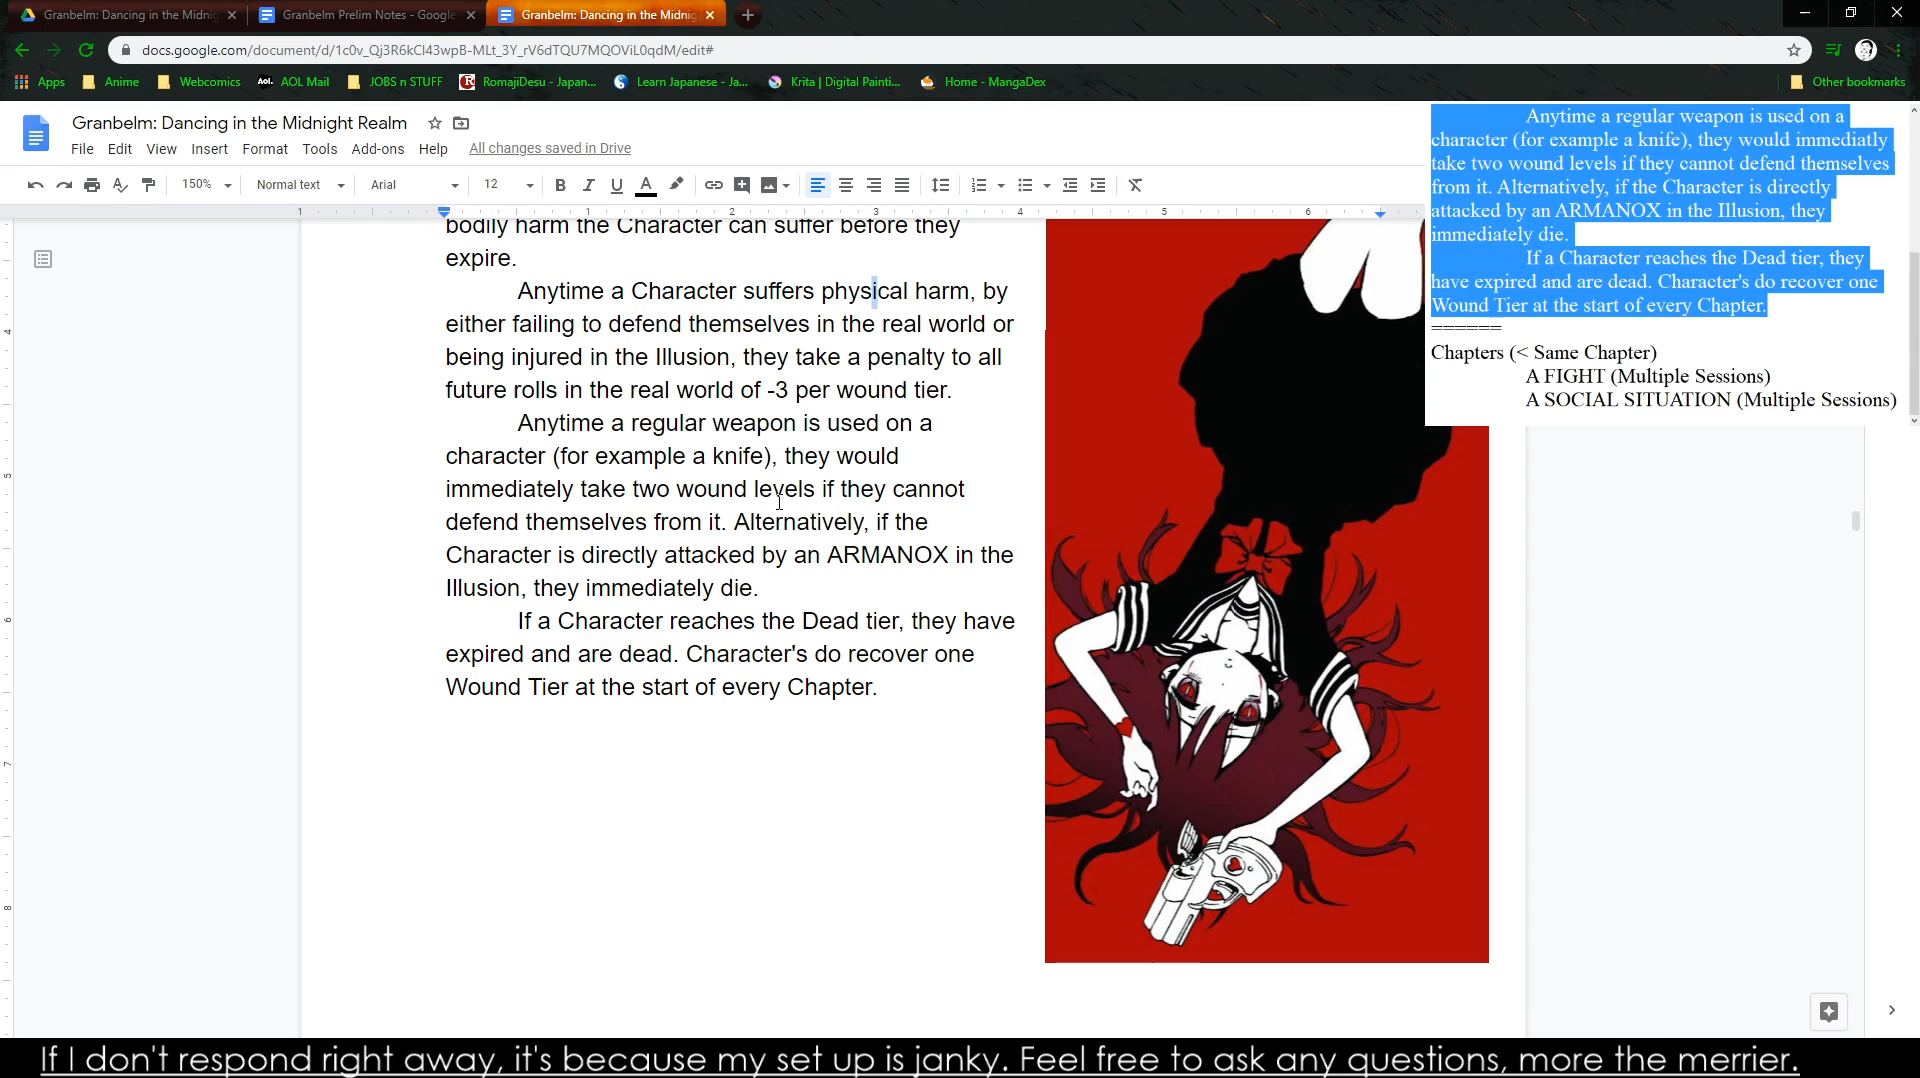 Granbelm: Dancing in the Midnig
Granbelm Prelim Notes - Google
Granbelm: Dancing in the Midnig
docs.google.com/document/d/1c0v_Qj3R6kCl43wpB-MLt_3Y_rV6dTQU7MQOViL0qdM/edit#
Apps Anime Webcomics Aol. AOL Mail JOBS n STUFF RomajiDesu - Japan... Learn Japanese - Ja... Krita | Digital Painti... Home - MangaDex Other bookmarks
Granbelm: Dancing in the Midnight Realm
File Edit View Insert Format Tools Add-ons Help All changes saved in Drive
150% Normal text Arial 12 B I U A
1 1 2 3 4 5 6
bodily harm the Character can suffer before they
expire.
Anytime a Character suffers physical harm, by
either failing to defend themselves in the real world or
being injured in the Illusion, they take a penalty to all
future rolls in the real world of -3 per wound tier.
Anytime a regular weapon is used on a
character (for example a knife), they would
immediately take two wound levels if they cannot
defend themselves from it. Alternatively, if the
Character is directly attacked by an ARMANOX in the
Illusion, they immediately die.
If a Character reaches the Dead tier, they have
expired and are dead. Character's do recover one
Wound Tier at the start of every Chapter.
4
5
6
7
8
Anytime a regular weapon is used on a
character (for example a knife), they would immediatly
take two wound levels if they cannot defend themselves
from it. Alternatively, if the Character is directly
attacked by an ARMANOX in the Illusion, they
immediately die.
If a Character reaches the Dead tier, they
have expired and are dead. Character's do recover one
Wound Tier at the start of every Chapter.
======
Chapters (< Same Chapter)
A FIGHT (Multiple Sessions)
A SOCIAL SITUATION (Multiple Sessions)
If I don't respond right away, it's because my set up is janky. Feel free to ask any questions, more the merrier.